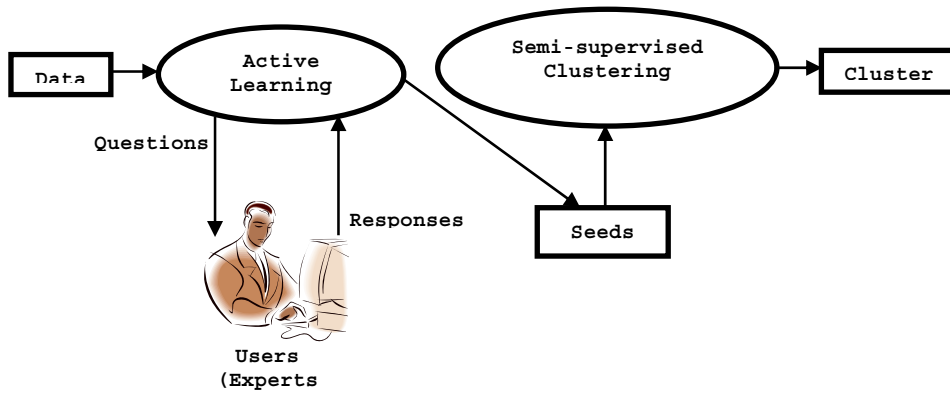 Data
Active
Learning
Semi-supervised
Clustering
Cluster
Questions
Responses
Seeds
Users
(Experts